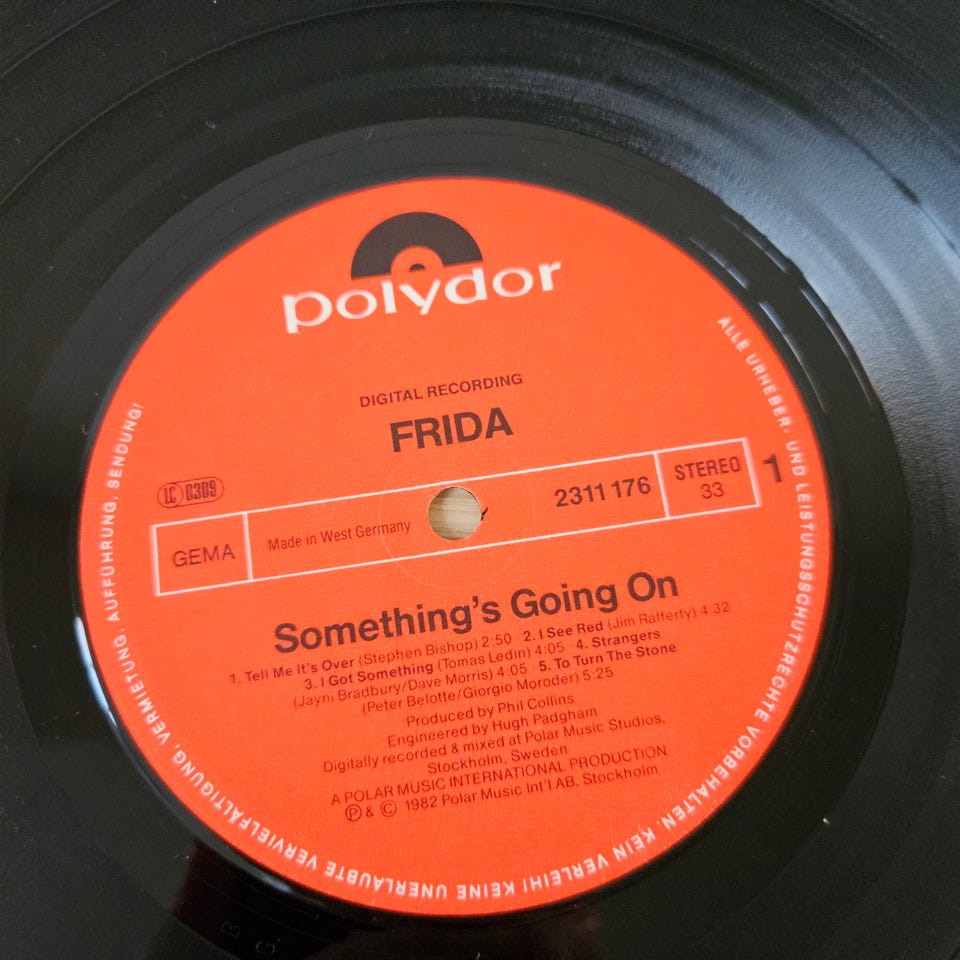 polydor
DIGITAL RECORDING
FRIDA
LC 0309
GEMA
Made in West Germany
2311 176
STEREO
33
1
Something's Going On
1. Tell Me It's Over (Stephen Bishop) 2:50 · 2. I See Red (Jim Rafferty) 4:32
3. I Got Something (Tomas Ledin) 4:05 · 4. Strangers
(Jayni Bradbury/Dave Morris) 4:05 · 5. To Turn The Stone
(Peter Belotte/Giorgio Moroder) 5:25
Produced by Phil Collins
Engineered by Hugh Padgham
Digitally recorded & mixed at Polar Music Studios,
Stockholm, Sweden
A POLAR MUSIC INTERNATIONAL PRODUCTION
Ⓟ & © 1982 Polar Music Int'l AB, Stockholm
ALLE URHEBER- UND LEISTUNGSSCHUTZRECHTE VORBEHALTEN. KEIN VERLEIH! KEINE UNERLAUBTE VERVIELFÄLTIGUNG, VERMIETUNG, AUFFÜHRUNG, SENDUNG!